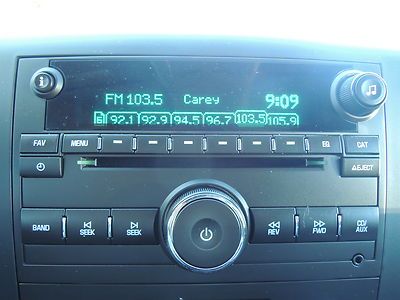 FM 103.5 Carey 9:09
92.1 92.9 94.5 96.7 103.5 105.9
FAV MENU EQ CAT
EJECT
BAND SEEK SEEK REV FWD CD/
AUX